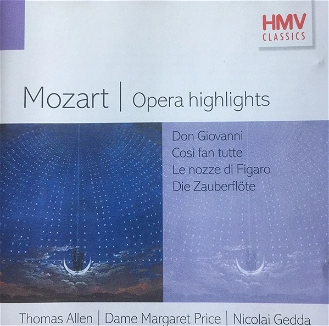 HMV
CLASSICS
Mozart | Opera highlights
Don Giovanni
Così fan tutte
Le nozze di Figaro
Die Zauberflöte
Thomas Allen | Dame Margaret Price | Nicolai Gedda